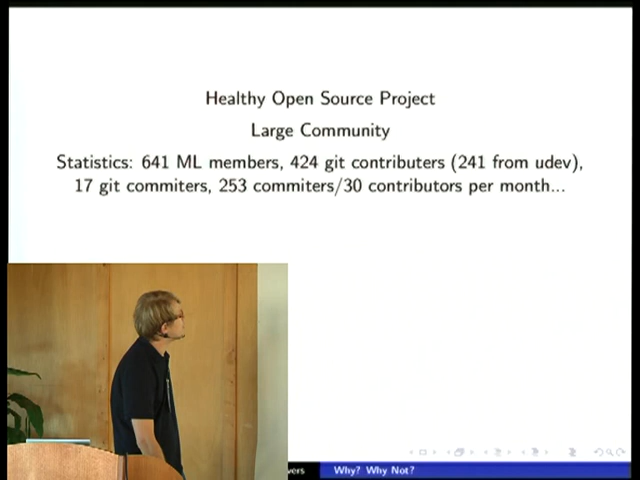 Healthy Open Source Project
Large Community
Statistics: 641 ML members, 424 git contributers (241 from udev),
17 git commiters, 253 commiters/30 contributors per month...
vers
Why? Why Not?